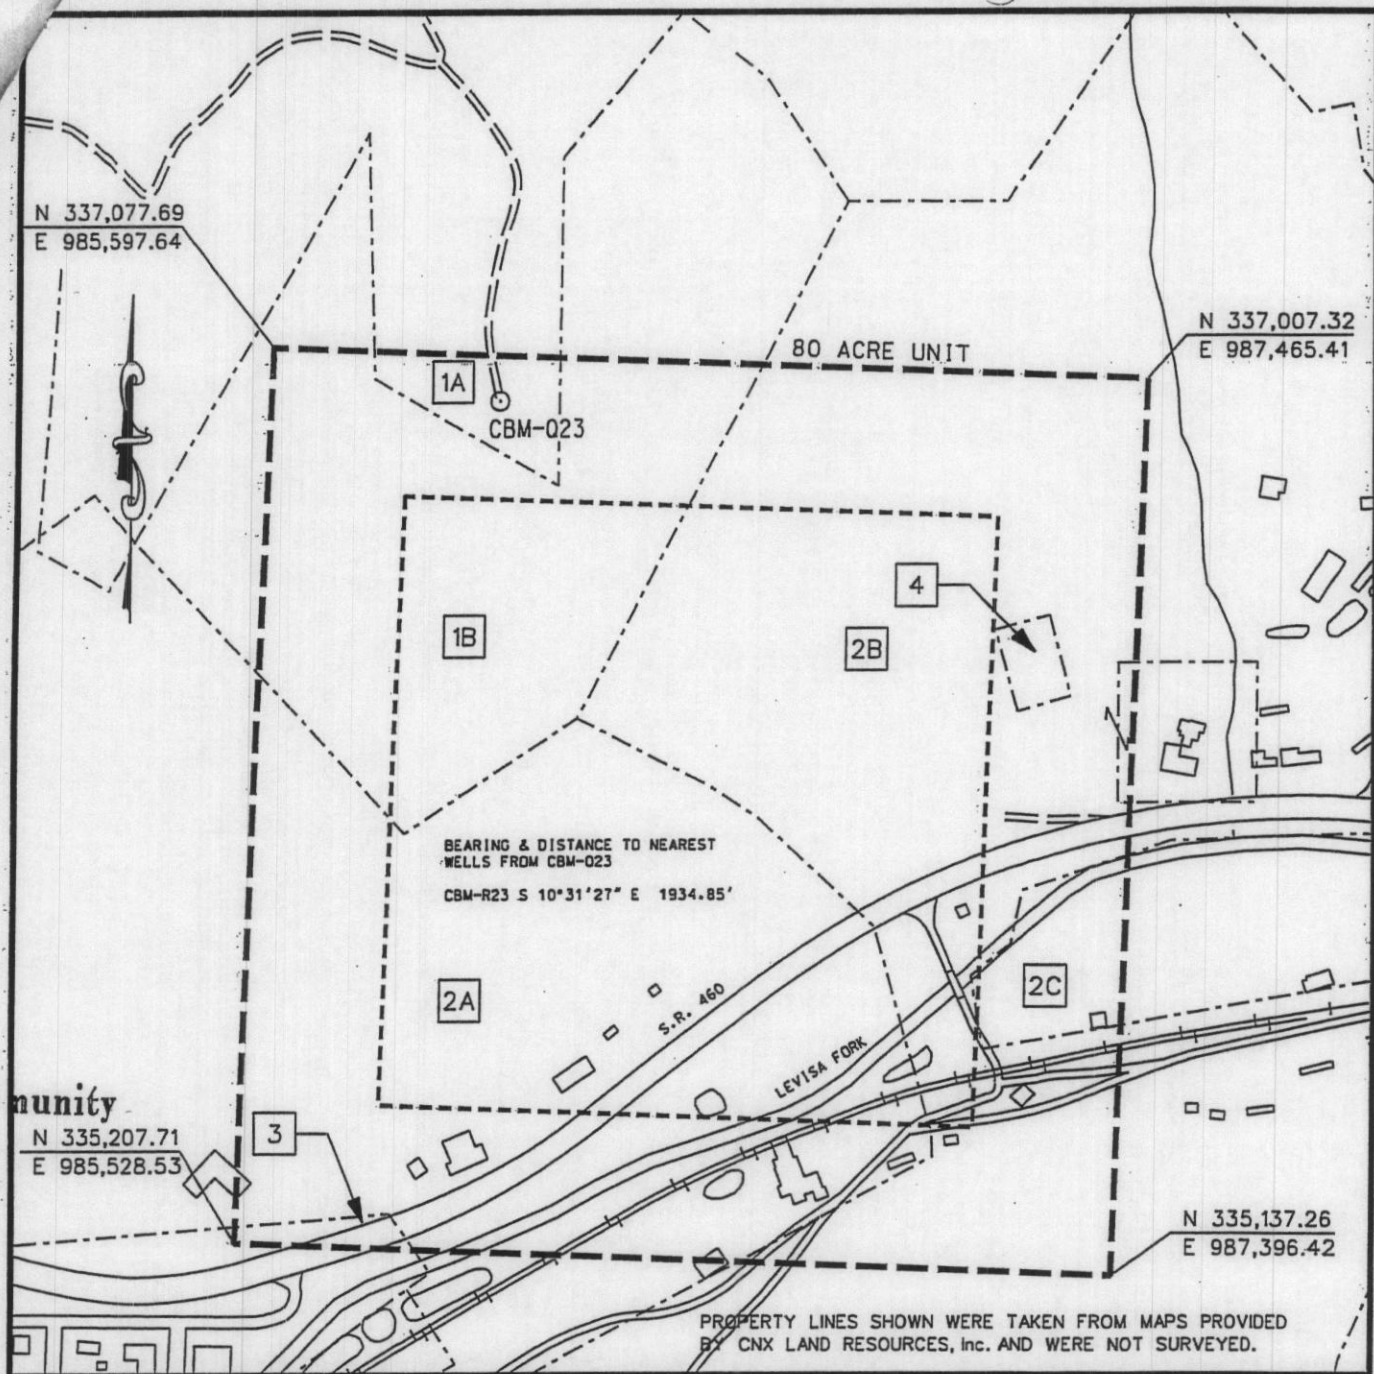 N 337,077.69
E 985,597.64
N 337,007.32
E 987,465.41
80 ACRE UNIT
1A
CBM-023
4
1B
2B
BEARING & DISTANCE TO NEAREST
WELLS FROM CBM-023
CBM-R23 S 10°31'27" E 1934.85'
2A
S.R. 460
2C
LEVISA FORK
munity
N 335,207.71
E 985,528.53
3
N 335,137.26
E 987,396.42
PROPERTY LINES SHOWN WERE TAKEN FROM MAPS PROVIDED
BY CNX LAND RESOURCES, Inc. AND WERE NOT SURVEYED.